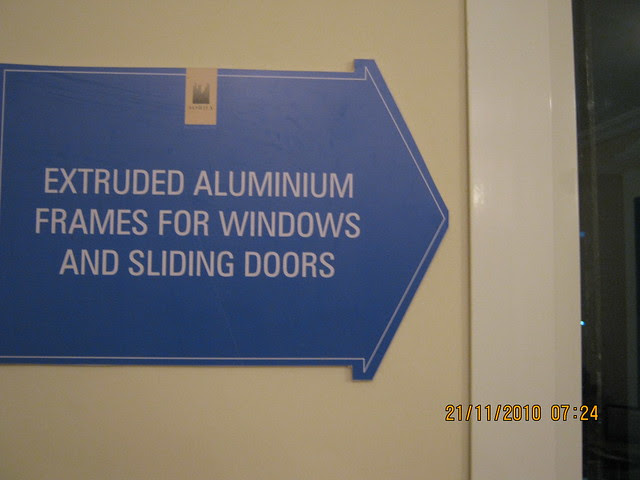 EXTRUDED ALUMINIUM
FRAMES FOR WINDOWS
AND SLIDING DOORS
21/11/2010 07:24